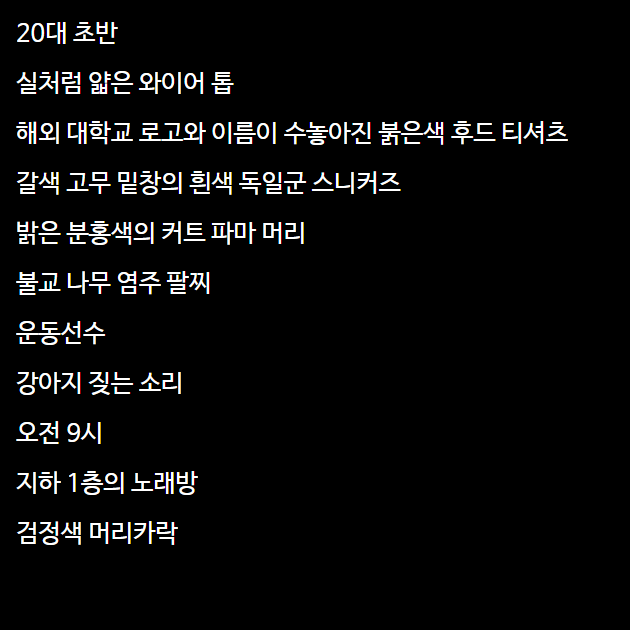 20대 초반
실처럼 얇은 와이어 톱
해외 대학교 로고와 이름이 수놓아진 붉은색 후드 티셔츠
갈색 고무 밑창의 흰색 독일군 스니커즈
밝은 분홍색의 커트 파마 머리
불교 나무 염주 팔찌
운동선수
강아지 짖는 소리
오전 9시
지하 1층의 노래방
검정색 머리카락